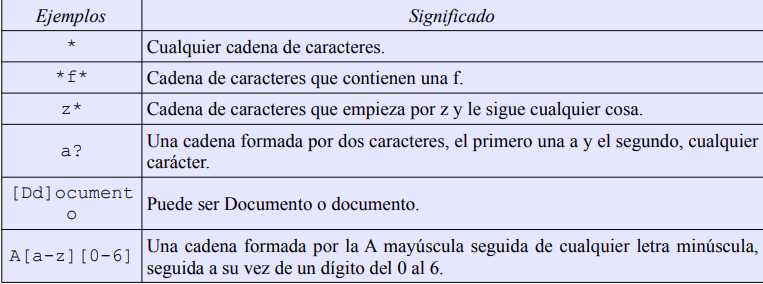 Ejemplos Significado
* Cualquier cadena de caracteres.
*f* Cadena de caracteres que contienen una f.
z* Cadena de caracteres que empieza por z y le sigue cualquier cosa.
a? Una cadena formada por dos caracteres, el primero una a y el segundo, cualquier
carácter.
[Dd]ocument
o
Puede ser Documento o documento.
A[a-z][0-6] Una cadena formada por la A mayúscula seguida de cualquier letra minúscula,
seguida a su vez de un dígito del 0 al 6.